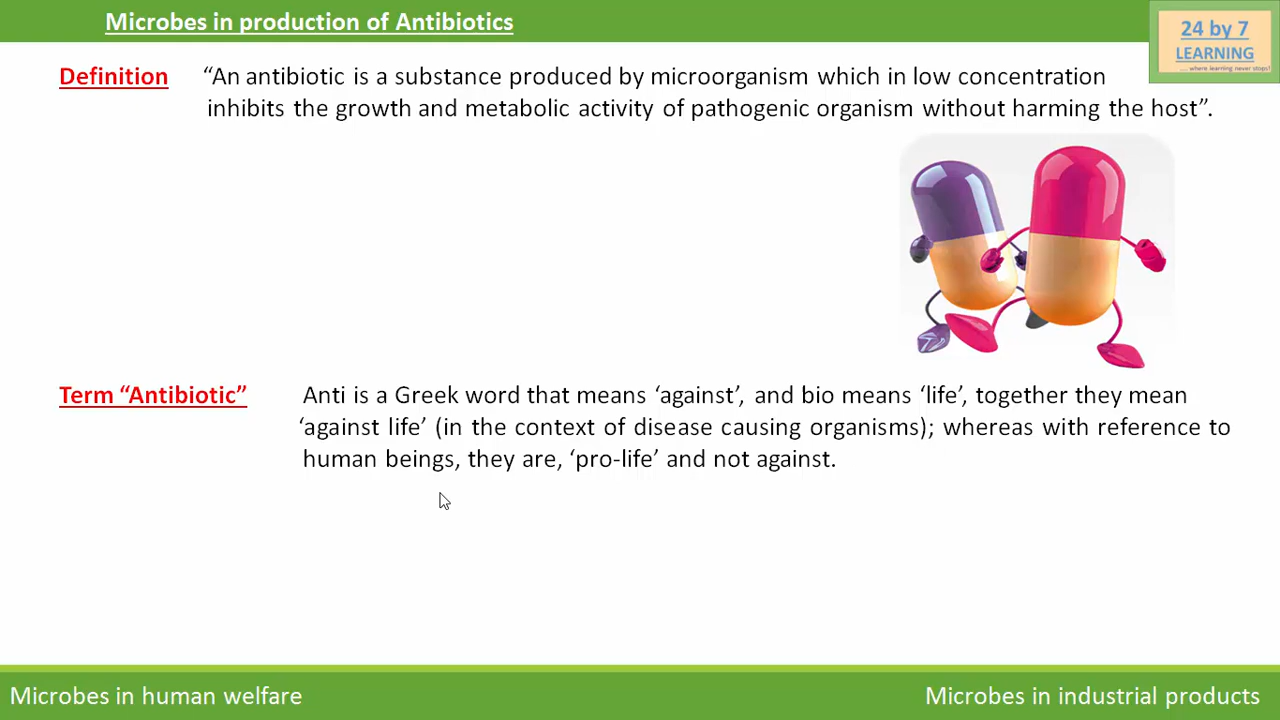 Microbes in production of Antibiotics
24 by 7
LEARNING
.... where learning never stops!
Definition “An antibiotic is a substance produced by microorganism which in low concentration
inhibits the growth and metabolic activity of pathogenic organism without harming the host”.
Term “Antibiotic” Anti is a Greek word that means ‘against’, and bio means ‘life’, together they mean
‘against life’ (in the context of disease causing organisms); whereas with reference to
human beings, they are, ‘pro-life’ and not against.
Microbes in human welfare
Microbes in industrial products